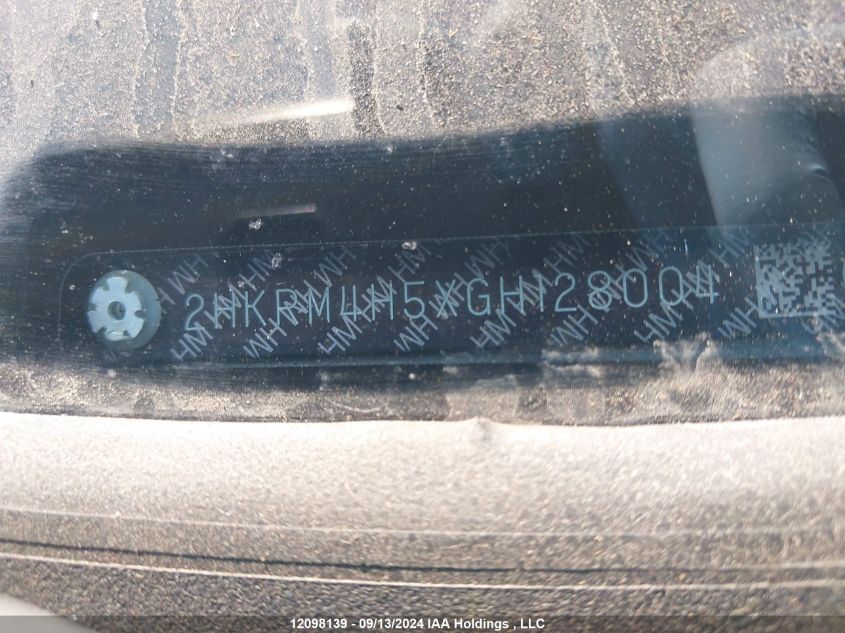 2HKRM4H5XGH128004
12098139 - 09/13/2024 IAA Holdings , LLC